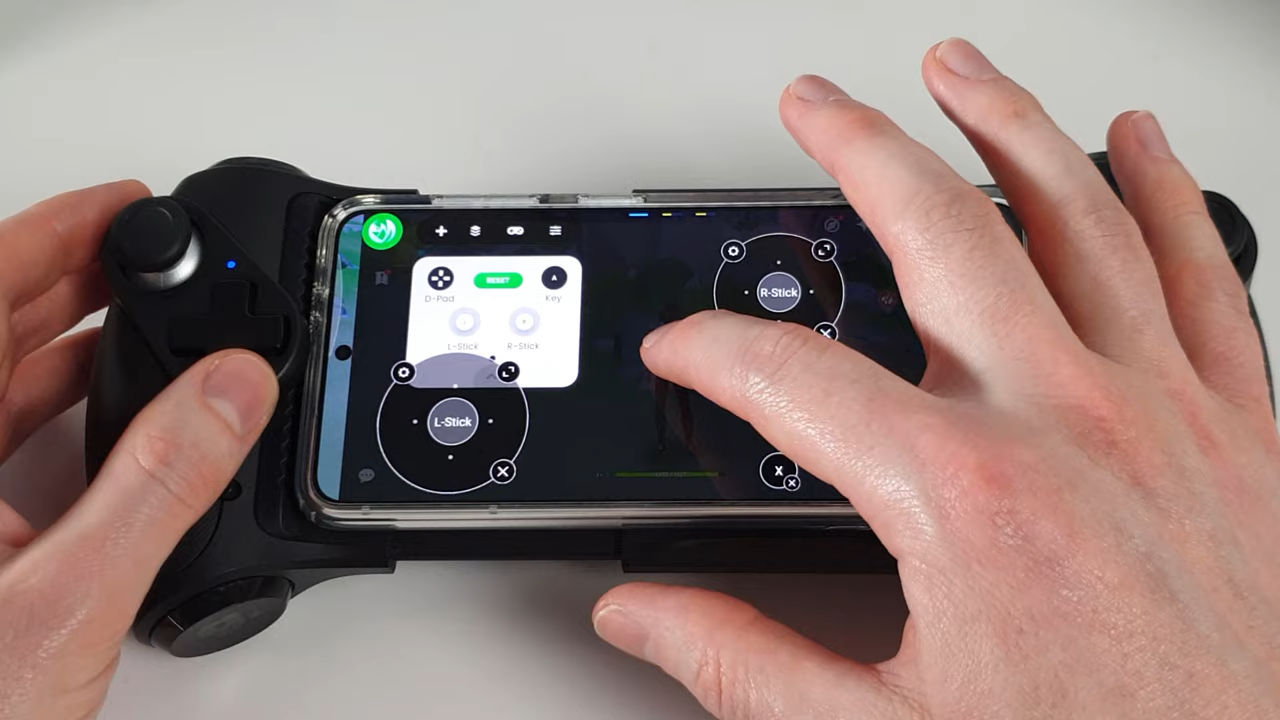 RESET
A
D-Pad
Key
L-Stick
R-Stick
R-Stick
L-Stick
X